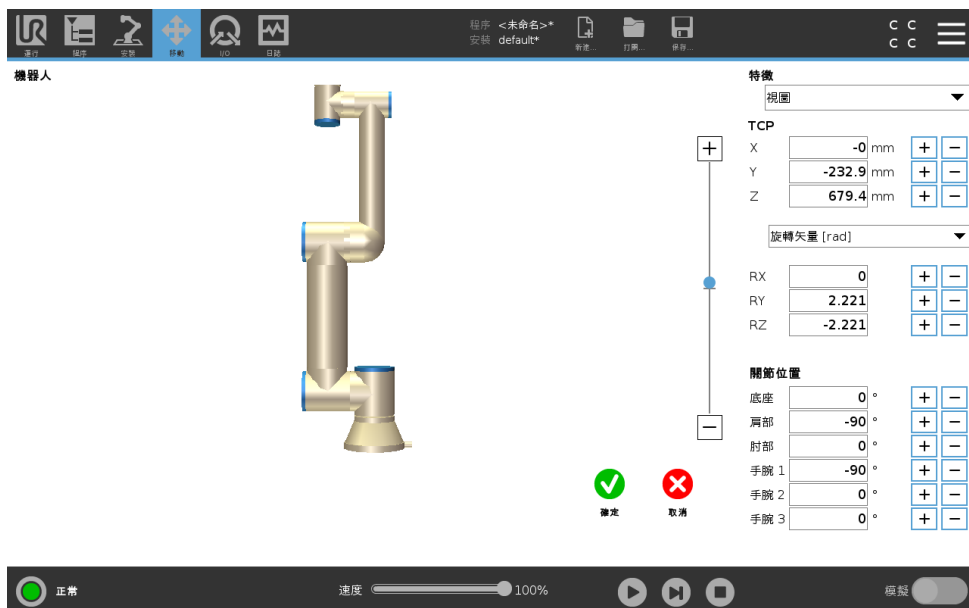 UR
運行
程序
安裝
移動
I/O
日誌
程序 <未命名>*
安裝 default*
新建...
打開...
保存...
C C
C C
機器人
特徵
視圖
TCP
X -0 mm + −
Y -232.9 mm + −
Z 679.4 mm + −
旋轉矢量 [rad]
RX 0 + −
RY 2.221 + −
RZ -2.221 + −
關節位置
底座 0 ° + −
肩部 -90 ° + −
肘部 0 ° + −
手腕 1 -90 ° + −
手腕 2 0 ° + −
手腕 3 0 ° + −
確定
取消
正常
速度 100%
模擬